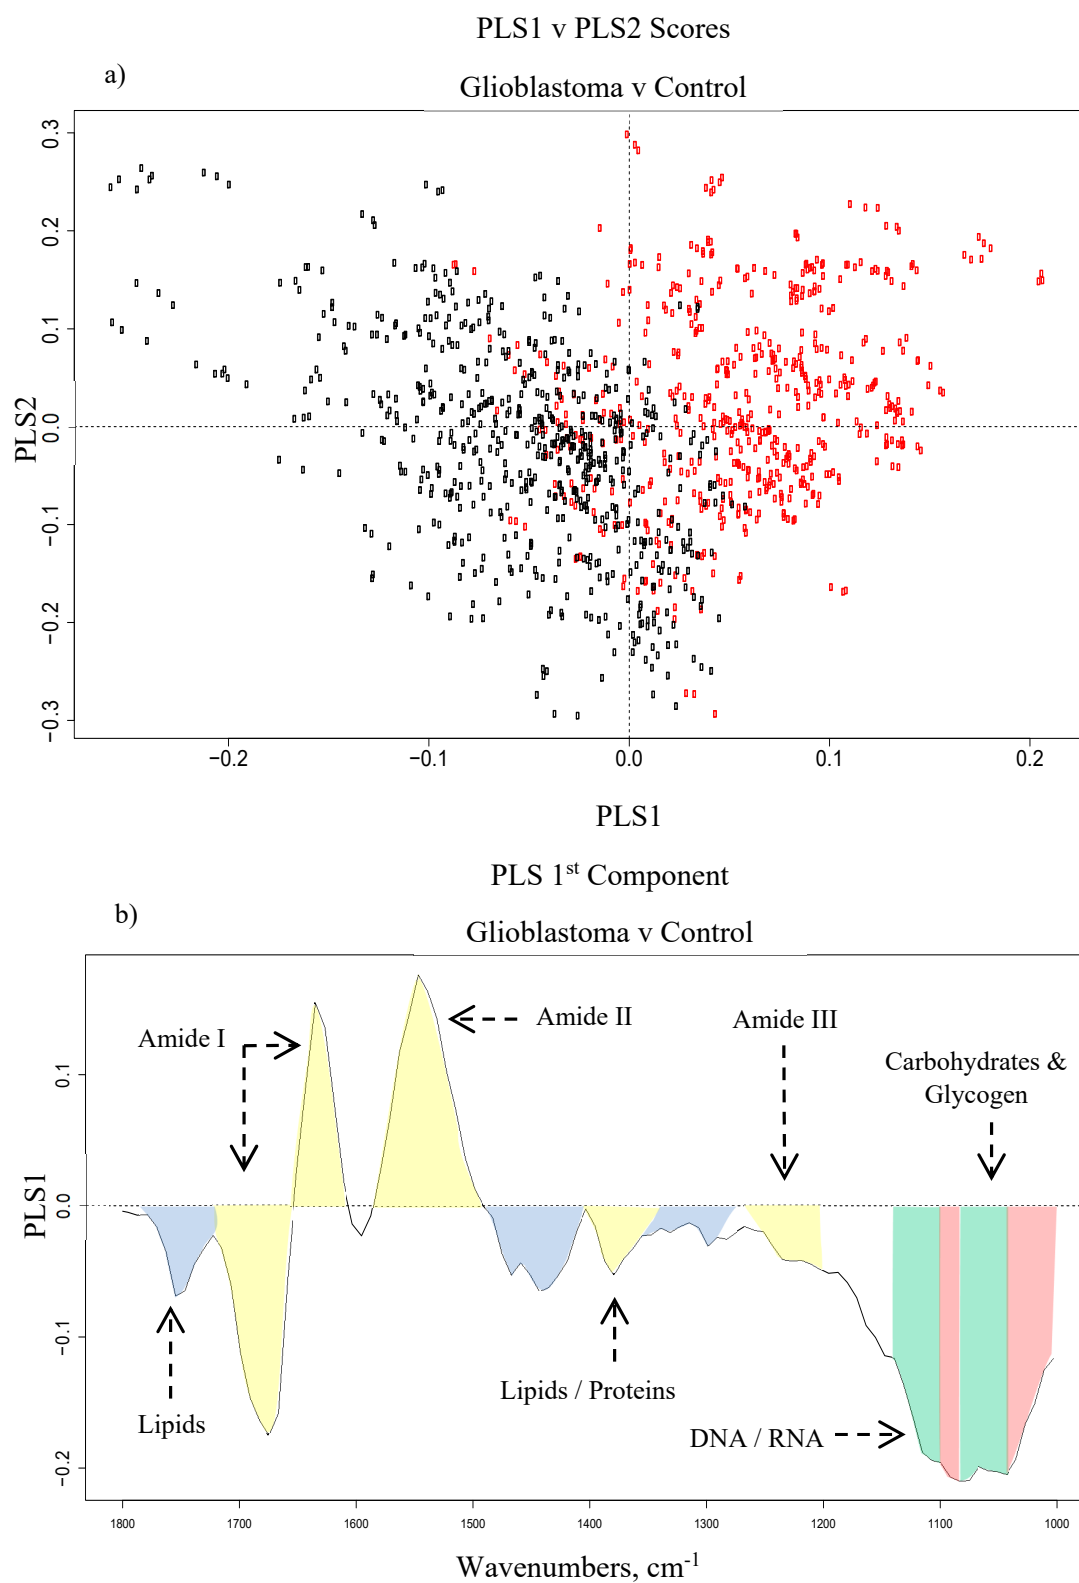 PLS1 v PLS2 Scores
a)
Glioblastoma v Control
0.3
0.2
0.1
0.0
−0.1
−0.2
−0.3
PLS2
−0.2
−0.1
0.0
0.1
0.2
PLS1
PLS 1st Component
b)
Glioblastoma v Control
Amide I
Amide II
Amide III
Carbohydrates &
Glycogen
0.1
0.0
−0.1
−0.2
PLS1
Lipids
Lipids / Proteins
DNA / RNA
1800
1700
1600
1500
1400
1300
1200
1100
1000
Wavenumbers, cm-1